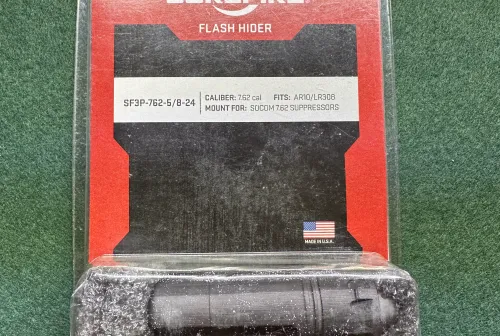 SUREFIRE
FLASH HIDER
SF3P-762-5/8-24
CALIBER: 7.62 cal FITS: AR10/LR308
MOUNT FOR: SOCOM 7.62 SUPPRESSORS
MADE IN U.S.A.